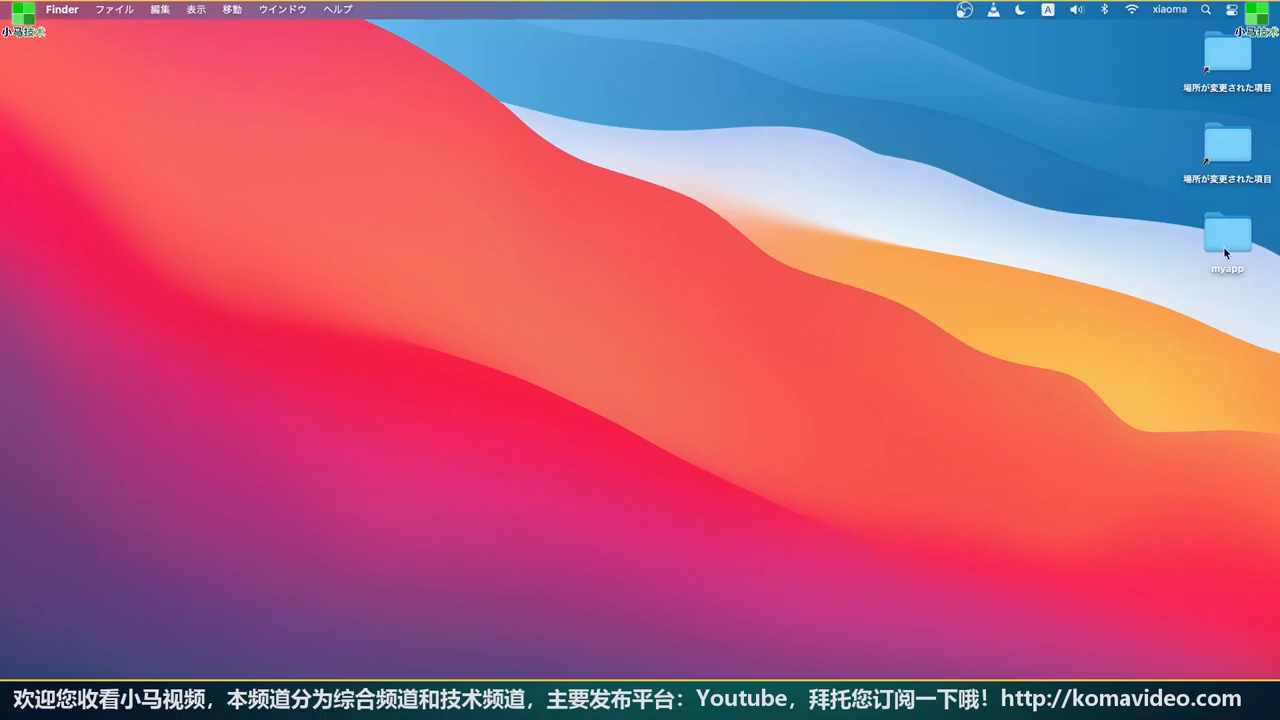 Finder ファイル 編集 表示 移動 ウインドウ ヘルプ A xiaoma
小马技术 小马技术
場所が変更された項目
場所が変更された項目
myapp
欢迎您收看小马视频，本频道分为综合频道和技术频道，主要发布平台：Youtube，拜托您订阅一下哦！http://komavideo.com